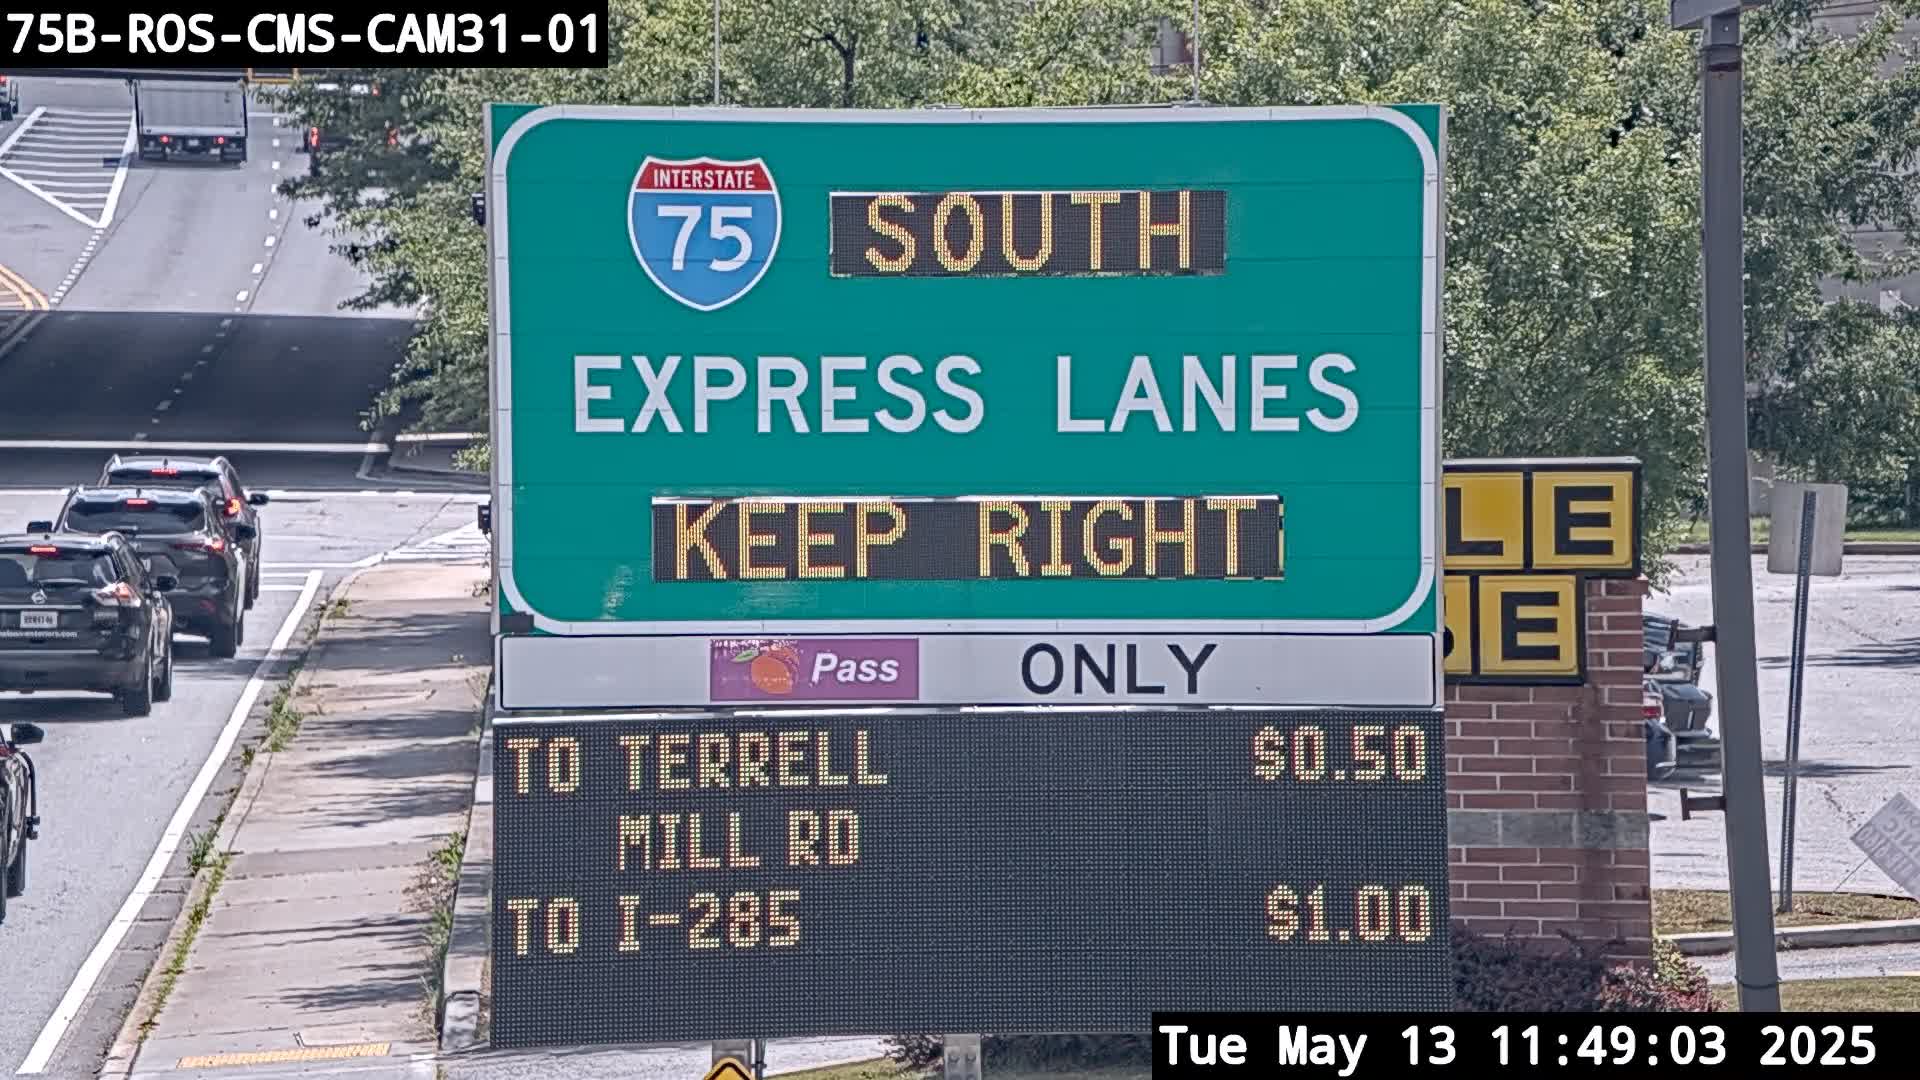 75B-ROS-CMS-CAM31-01
INTERSTATE
75
SOUTH
EXPRESS LANES
KEEP RIGHT
Pass ONLY
TO TERRELL $0.50
MILL RD
TO I-285 $1.00
LE
E
Tue May 13 11:49:03 2025